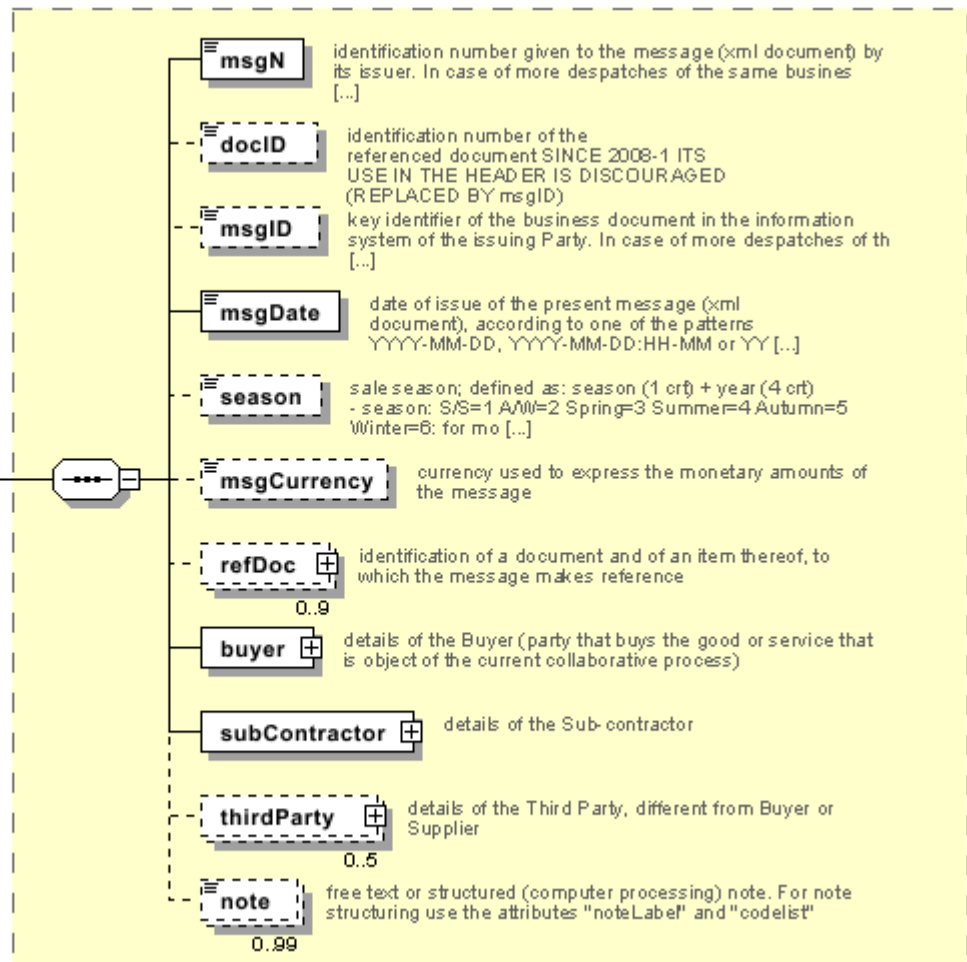 msgN
identification number given to the message (xml document) by
its issuer. In case of more despatches of the same busines
[...]
docID
identification number of the
referenced document SINCE 2008-1 ITS
USE IN THE HEADER IS DISCOURAGED
(REPLACED BY msgID)
msgID
key identifier of the business document in the information
system of the issuing Party. In case of more despatches of th
[...]
msgDate
date of issue of the present message (xml
document), according to one of the patterns
YYYY-MM-DD, YYYY-MM-DD:HH-MM or YY [...]
season
sale season; defined as: season (1 crt) + year (4 crt)
- season: S/S=1 A/W=2 Spring=3 Summer=4 Autumn=5
Winter=6: for mo [...]
msgCurrency
currency used to express the monetary amounts of
the message
refDoc
identification of a document and of an item thereof, to
which the message makes reference
0..9
buyer
details of the Buyer (party that buys the good or service that
is object of the current collaborative process)
subContractor
details of the Sub-contractor
thirdParty
details of the Third Party, different from Buyer or
Supplier
0..5
note
free text or structured (computer processing) note. For note
structuring use the attributes "noteLabel" and "codelist"
0..99